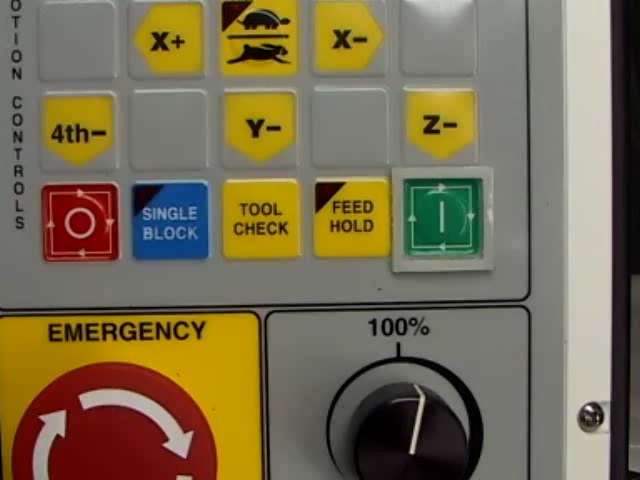 OTION CONTROLS
X+
X-
4th-
Y-
Z-
SINGLE
BLOCK
TOOL
CHECK
FEED
HOLD
EMERGENCY
100%